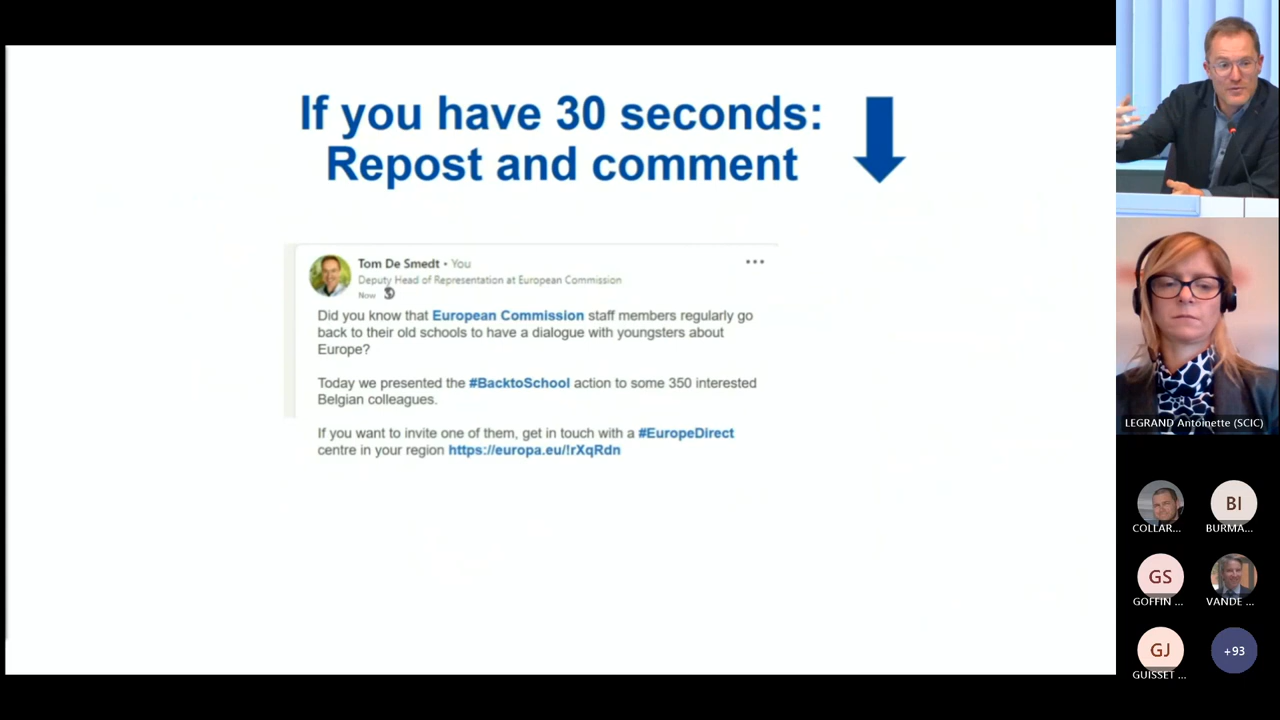 If you have 30 seconds:
Repost and comment
Tom De Smedt • You
Deputy Head of Representation at European Commission
Now
Did you know that European Commission staff members regularly go
back to their old schools to have a dialogue with youngsters about
Europe?
Today we presented the #BacktoSchool action to some 350 interested
Belgian colleagues.
If you want to invite one of them, get in touch with a #EuropeDirect
centre in your region https://europa.eu/!rXqRdn
LEGRAND Antoinette (SCIC)
COLLAR...
BI
BURMA...
GS
GOFFIN ...
VANDE ...
GJ
GUISSET ...
+93